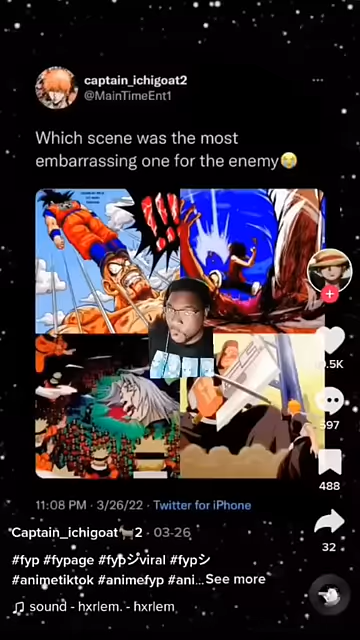 captain_ichigoat2
@MainTimeEnt1
Which scene was the most
embarrassing one for the enemy😭
11:08 PM · 3/26/22 · Twitter for iPhone
Captain_ichigoat🐐2 · 03-26
#fyp #fypage #fypジviral #fypシ
#animetiktok #animefyp #ani...See more
sound - hxrlem. - hxrlem
597
488
32